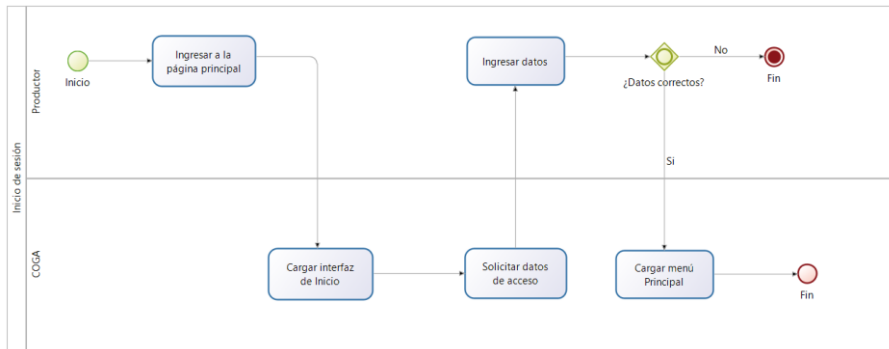 Inicio de sesión
Productor
Inicio
Ingresar a la
página principal
Ingresar datos
¿Datos correctos?
No
Fin
Si
COGA
Cargar interfaz
de Inicio
Solicitar datos
de acceso
Cargar menú
Principal
Fin